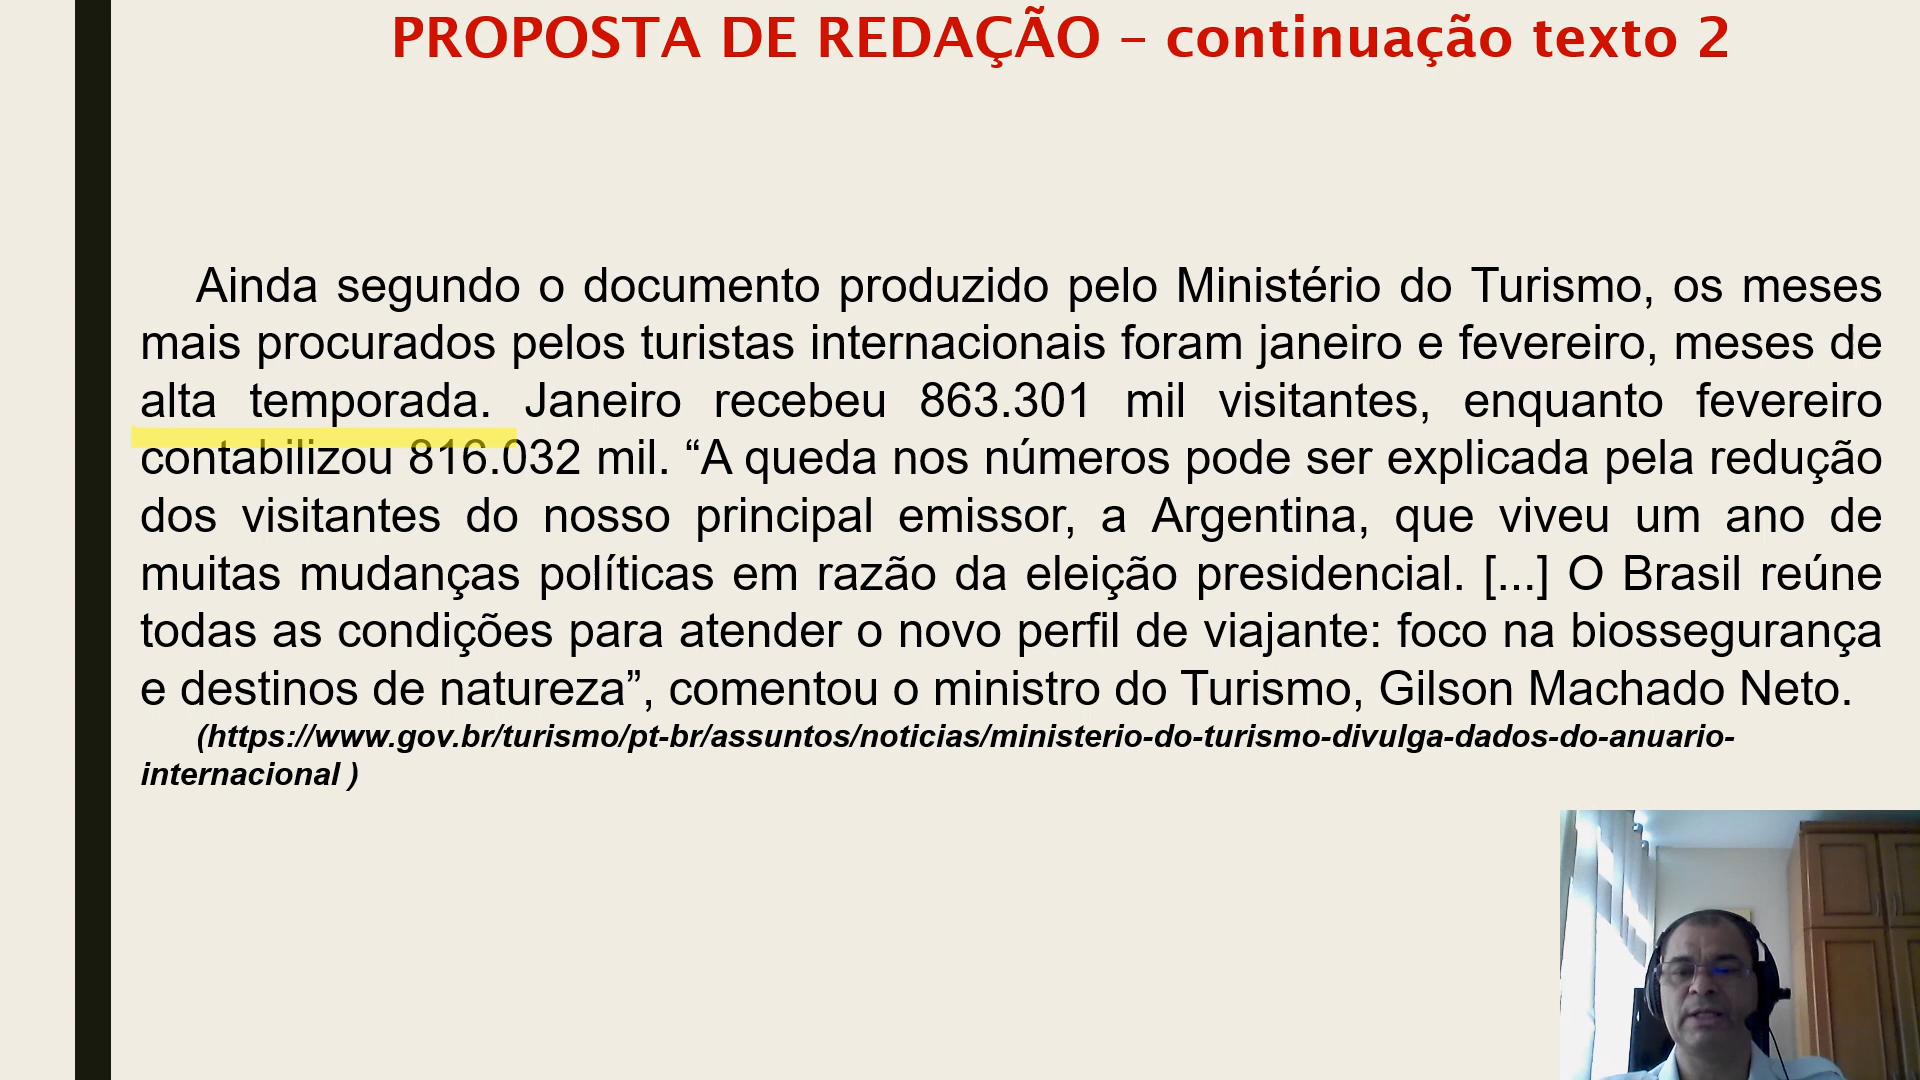 PROPOSTA DE REDAÇÃO – continuação texto 2
Ainda segundo o documento produzido pelo Ministério do Turismo, os meses
mais procurados pelos turistas internacionais foram janeiro e fevereiro, meses de
alta temporada. Janeiro recebeu 863.301 mil visitantes, enquanto fevereiro
contabilizou 816.032 mil. “A queda nos números pode ser explicada pela redução
dos visitantes do nosso principal emissor, a Argentina, que viveu um ano de
muitas mudanças políticas em razão da eleição presidencial. [...] O Brasil reúne
todas as condições para atender o novo perfil de viajante: foco na biossegurança
e destinos de natureza”, comentou o ministro do Turismo, Gilson Machado Neto.
(https://www.gov.br/turismo/pt-br/assuntos/noticias/ministerio-do-turismo-divulga-dados-do-anuario-
internacional )